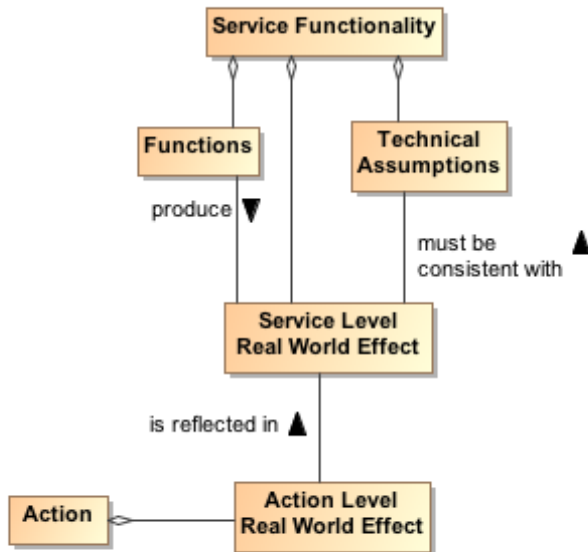 Service Functionality
Functions
Technical
Assumptions
produce
must be
consistent with
Service Level
Real World Effect
is reflected in
Action
Action Level
Real World Effect